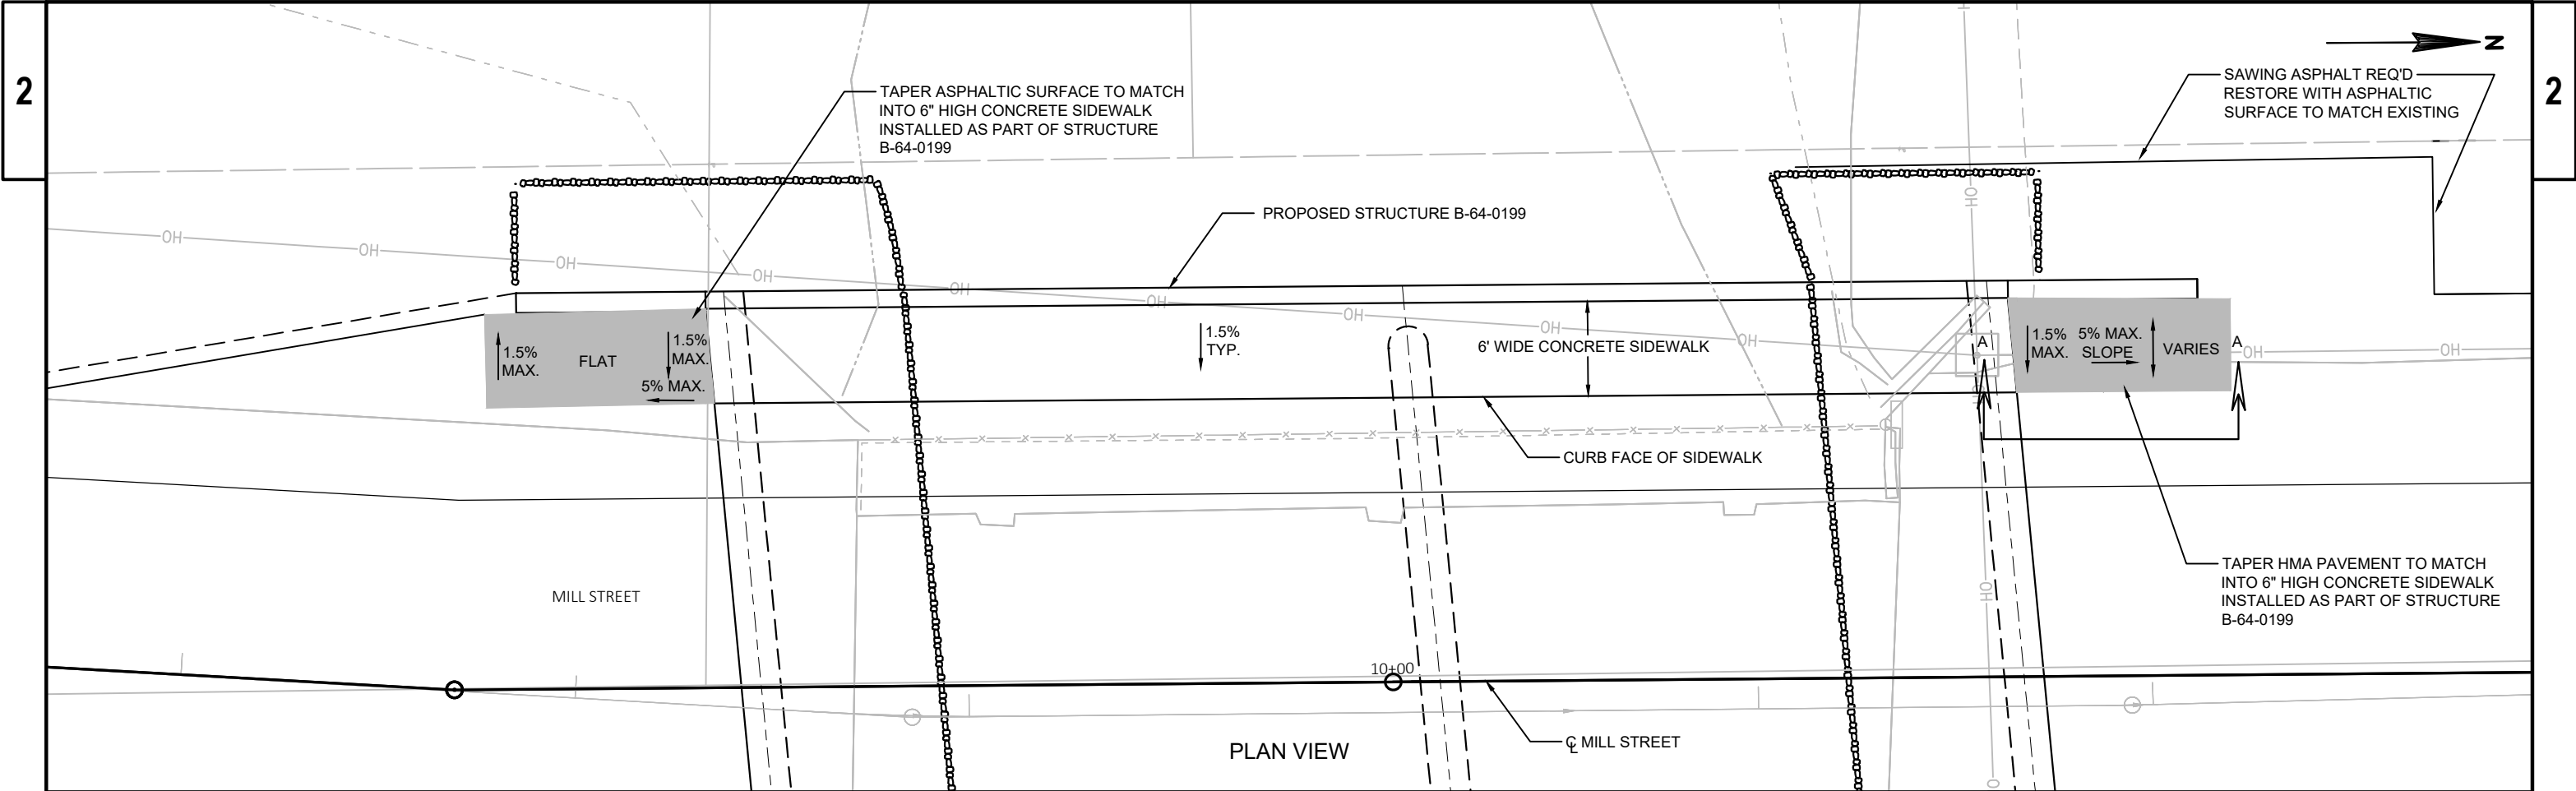 2
2
N
TAPER ASPHALTIC SURFACE TO MATCH
INTO 6" HIGH CONCRETE SIDEWALK
INSTALLED AS PART OF STRUCTURE
B-64-0199
SAWING ASPHALT REQ'D
RESTORE WITH ASPHALTIC
SURFACE TO MATCH EXISTING
PROPOSED STRUCTURE B-64-0199
OH
OH
OH
OH
OH
OH
OH
OH
OH
OH
OH
OH
OH
1.5%
MAX.
FLAT
1.5%
MAX.
5% MAX.
1.5%
TYP.
6' WIDE CONCRETE SIDEWALK
A
1.5%
MAX.
5% MAX.
SLOPE
VARIES
A
CURB FACE OF SIDEWALK
TAPER HMA PAVEMENT TO MATCH
INTO 6" HIGH CONCRETE SIDEWALK
INSTALLED AS PART OF STRUCTURE
B-64-0199
MILL STREET
10+00
℄ MILL STREET
PLAN VIEW